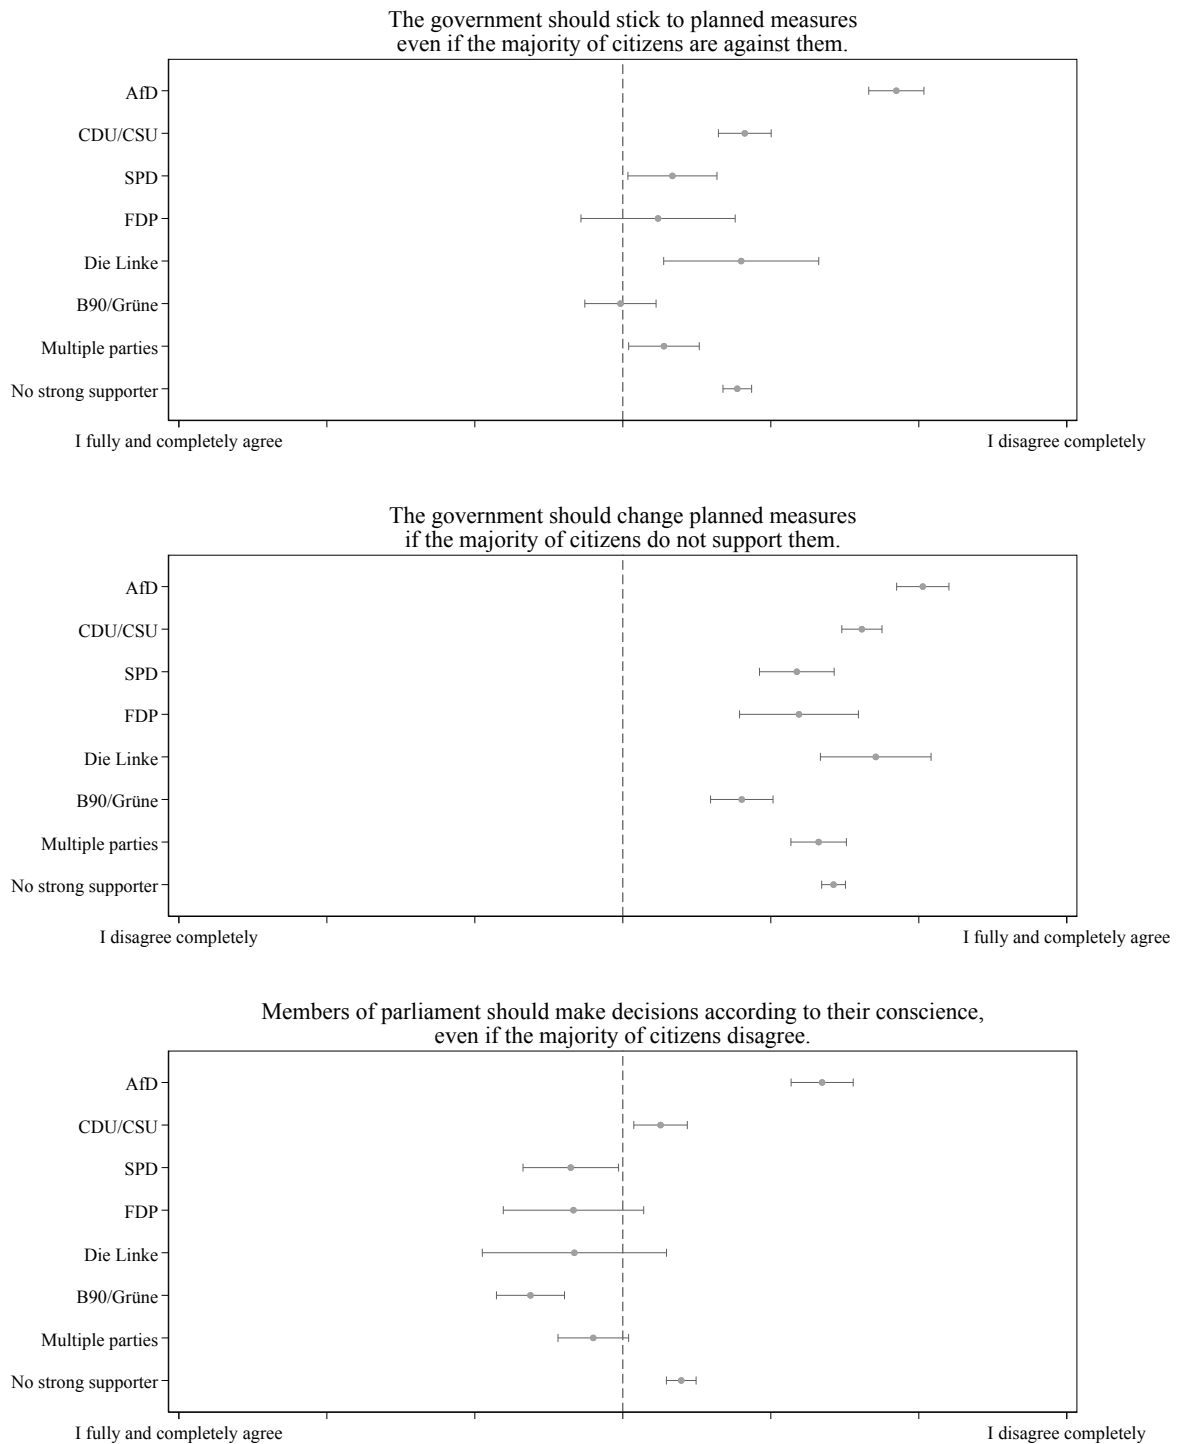 The government should stick to planned measures
even if the majority of citizens are against them.
AfD
CDU/CSU
SPD
FDP
Die Linke
B90/Grüne
Multiple parties
No strong supporter
I fully and completely agree
I disagree completely
The government should change planned measures
if the majority of citizens do not support them.
AfD
CDU/CSU
SPD
FDP
Die Linke
B90/Grüne
Multiple parties
No strong supporter
I disagree completely
I fully and completely agree
Members of parliament should make decisions according to their conscience,
even if the majority of citizens disagree.
AfD
CDU/CSU
SPD
FDP
Die Linke
B90/Grüne
Multiple parties
No strong supporter
I fully and completely agree
I disagree completely